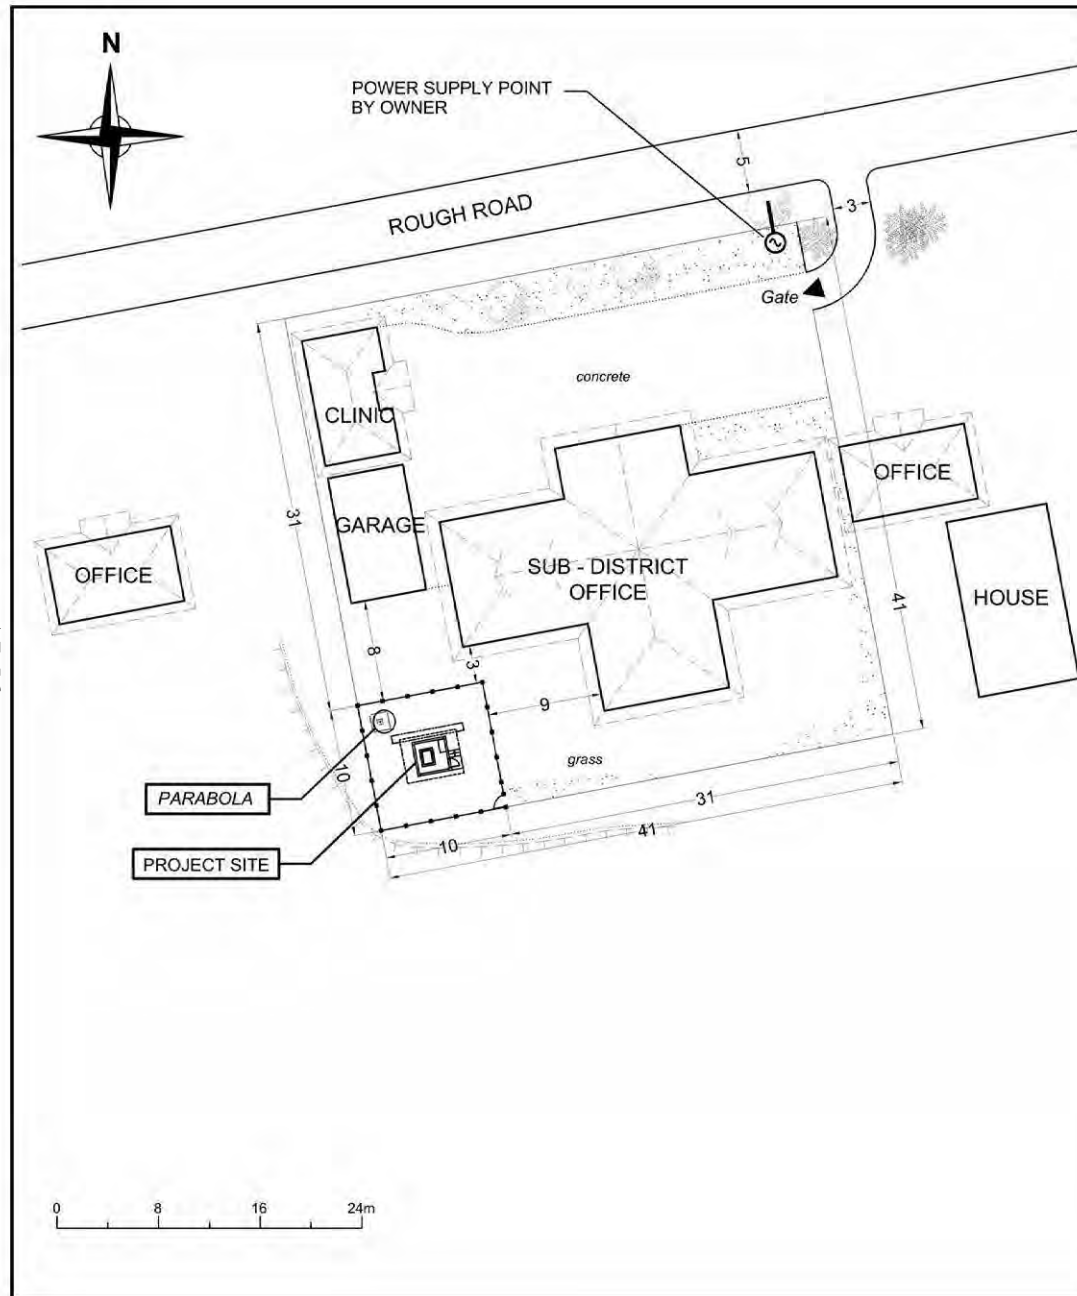 N
POWER SUPPLY POINT
BY OWNER
5
ROUGH ROAD
3
Gate
concrete
CLINIC
OFFICE
31
GARAGE
SUB - DISTRICT
OFFICE
OFFICE
HOUSE
41
8
3
9
grass
10
PARABOLA
31
41
10
PROJECT SITE
0 8 16 24m